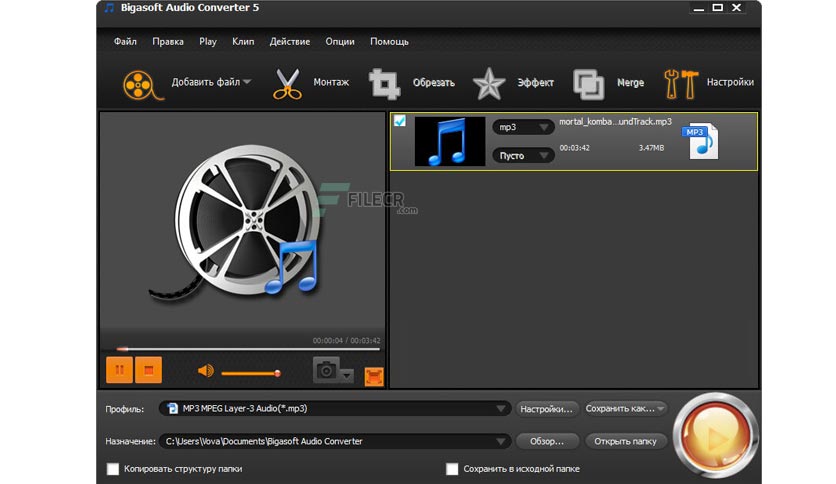 Bigasoft Audio Converter 5
Файл Правка Play Клип Действие Опции Помощь
Добавить файл Монтаж Обрезать Эффект Merge Настройки
mp3 mortal_komba...undTrack.mp3
MP3
Пусто 00:03:42 3.47MB
FILECR
.com
00:00:04 / 00:03:42
Профиль: MP3 MPEG Layer-3 Audio(*.mp3) Настройки... Сохранить как...
Назначение: C:\Users\Vova\Documents\Bigasoft Audio Converter Обзор... Открыть папку
Копировать структуру папки Сохранить в исходной папке